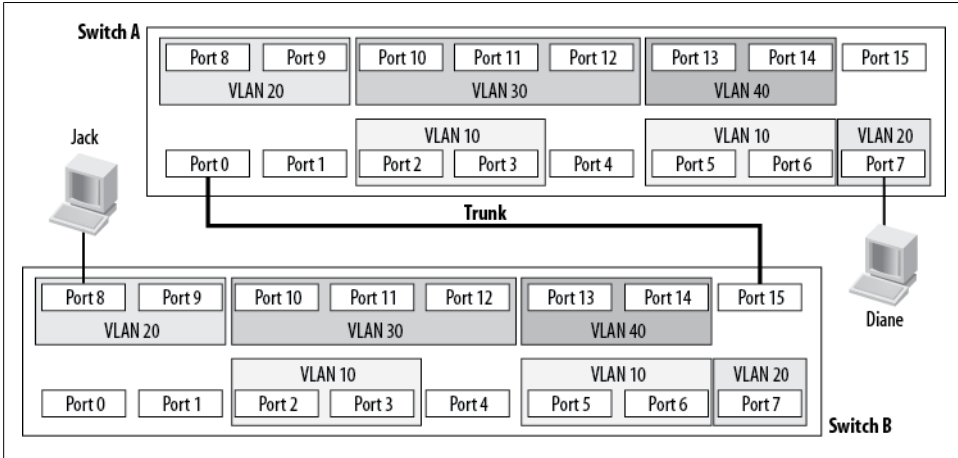 Switch A
Port 8 Port 9 Port 10 Port 11 Port 12 Port 13 Port 14 Port 15
VLAN 20 VLAN 30 VLAN 40
Jack
VLAN 10 VLAN 10 VLAN 20
Port 0 Port 1 Port 2 Port 3 Port 4 Port 5 Port 6 Port 7
Trunk
Port 8 Port 9 Port 10 Port 11 Port 12 Port 13 Port 14 Port 15
Diane
VLAN 20 VLAN 30 VLAN 40
VLAN 10 VLAN 10 VLAN 20
Port 0 Port 1 Port 2 Port 3 Port 4 Port 5 Port 6 Port 7
Switch B